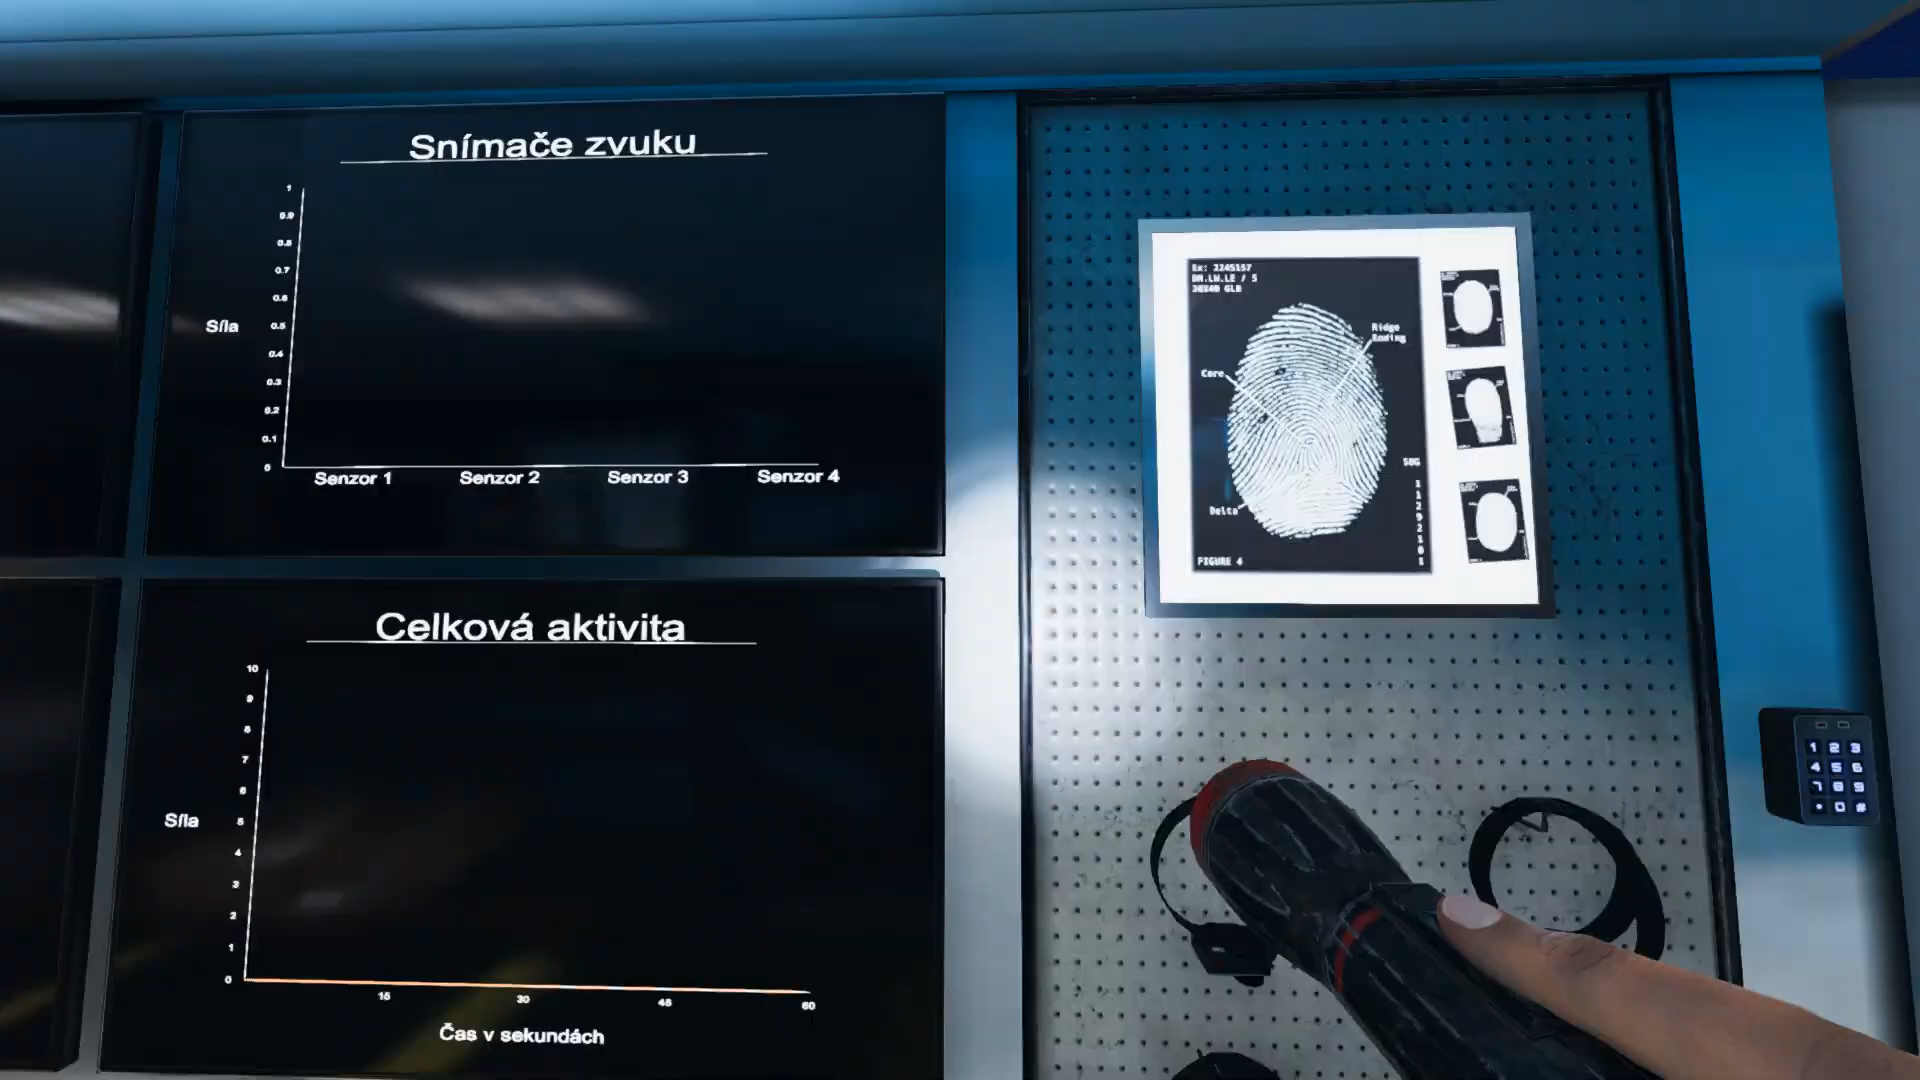 Snímače zvuku
1
0.9
0.8
0.7
0.6
Síla
0.5
0.4
0.3
0.2
0.1
0
Senzor 1 Senzor 2 Senzor 3 Senzor 4
Celková aktivita
10
9
8
7
6
Síla
5
4
3
2
1
0
15 30 45 60
Čas v sekundách
Ex: 2245157
Ridge
Ending
Core
Delta
FIGURE 4
1 2 3
4 5 6
7 8 9
* 0 #